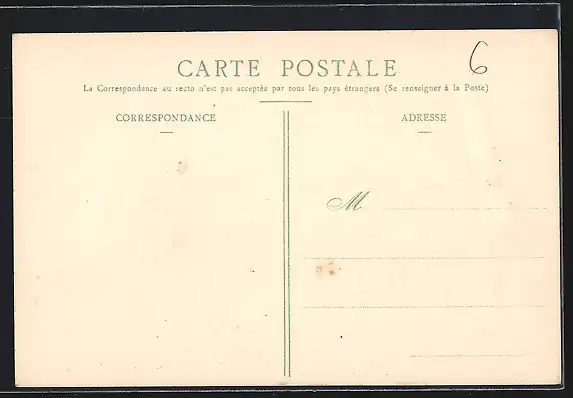 6
CARTE POSTALE
La Correspondance au recto n'est pas acceptée par tous les pays étrangers (Se renseigner à la Poste)
CORRESPONDANCE
ADRESSE
M